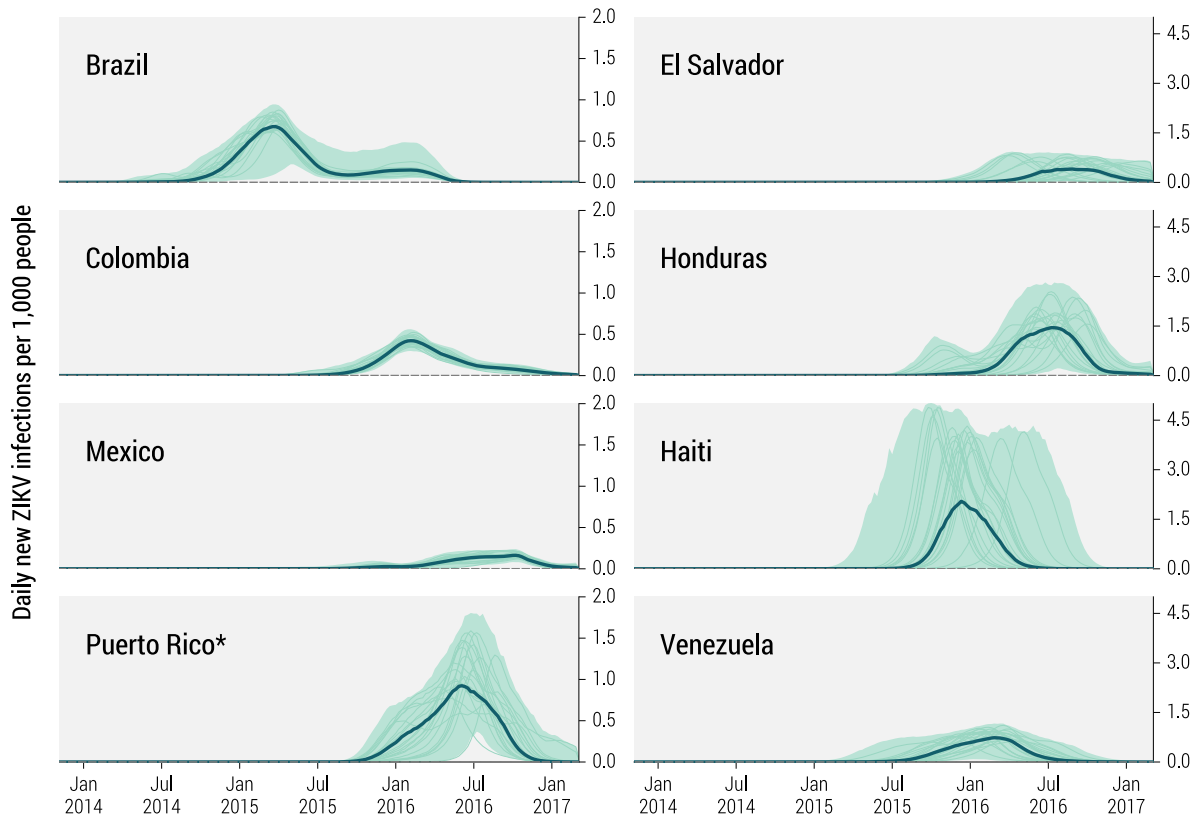 Daily new ZIKV infections per 1,000 people
Brazil
2.0
1.5
1.0
0.5
0.0
El Salvador
4.5
3.0
1.5
0.0
Colombia
2.0
1.5
1.0
0.5
0.0
Honduras
4.5
3.0
1.5
0.0
Mexico
2.0
1.5
1.0
0.5
0.0
Haiti
4.5
3.0
1.5
0.0
Puerto Rico*
2.0
1.5
1.0
0.5
0.0
Venezuela
4.5
3.0
1.5
0.0
Jan Jul Jan Jul Jan Jul Jan
2014 2014 2015 2015 2016 2016 2017
Jan Jul Jan Jul Jan Jul Jan
2014 2014 2015 2015 2016 2016 2017